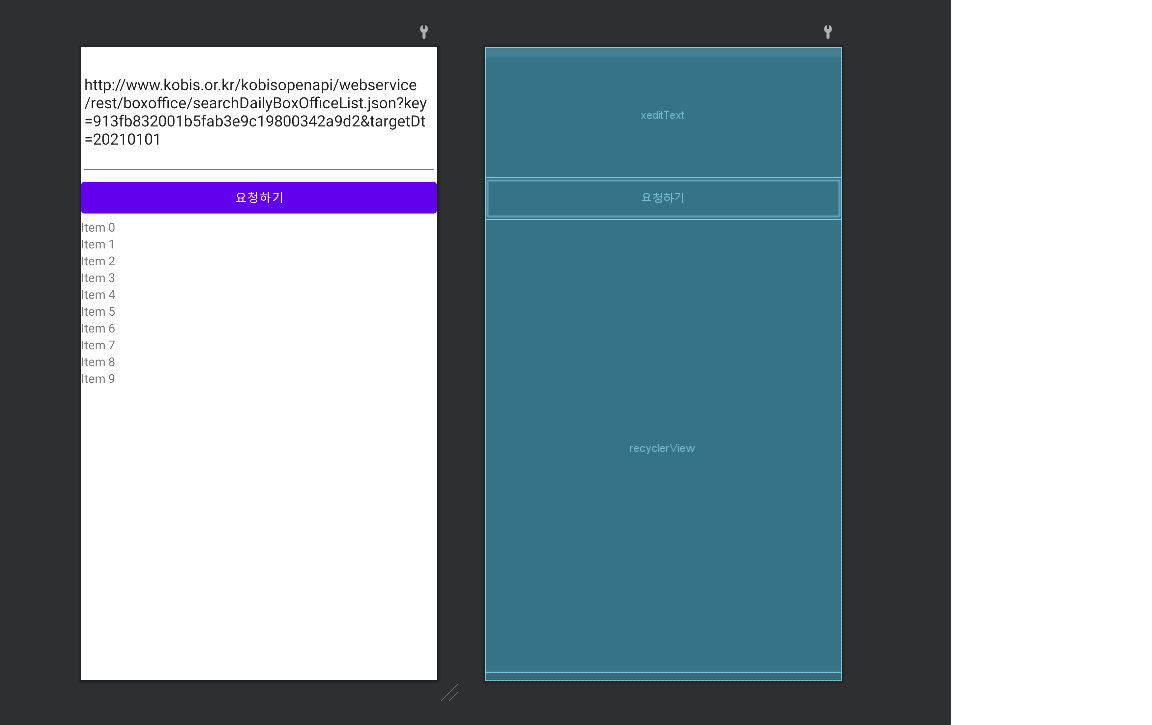 http://www.kobis.or.kr/kobisopenapi/webservice
/rest/boxoffice/searchDailyBoxOfficeList.json?key
=913fb832001b5fab3e9c19800342a9d2&targetDt
=20210101
요청하기
Item 0
Item 1
Item 2
Item 3
Item 4
Item 5
Item 6
Item 7
Item 8
Item 9
xeditText
요청하기
recyclerView